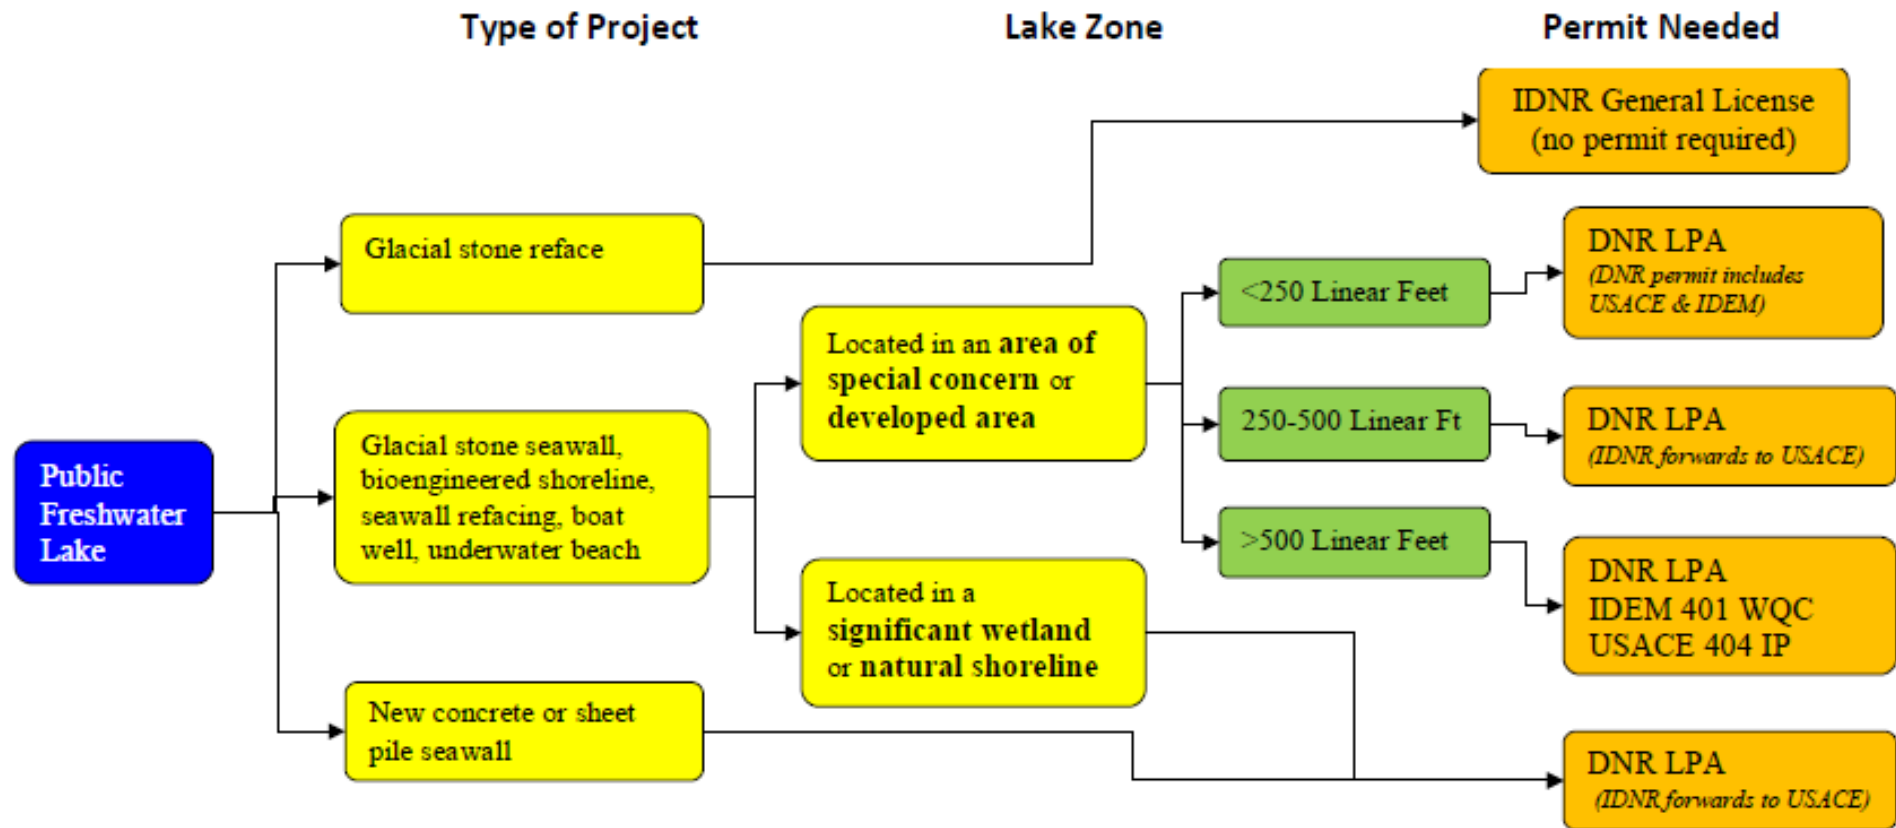 Type of Project
Lake Zone
Permit Needed
IDNR General License
(no permit required)
Glacial stone reface
DNR LPA
(DNR permit includes
USACE & IDEM)
<250 Linear Feet
Located in an area of
special concern or
developed area
250-500 Linear Ft
DNR LPA
(IDNR forwards to USACE)
Public
Freshwater
Lake
Glacial stone seawall,
bioengineered shoreline,
seawall refacing, boat
well, underwater beach
>500 Linear Feet
DNR LPA
IDEM 401 WQC
USACE 404 IP
Located in a
significant wetland
or natural shoreline
New concrete or sheet
pile seawall
DNR LPA
(IDNR forwards to USACE)